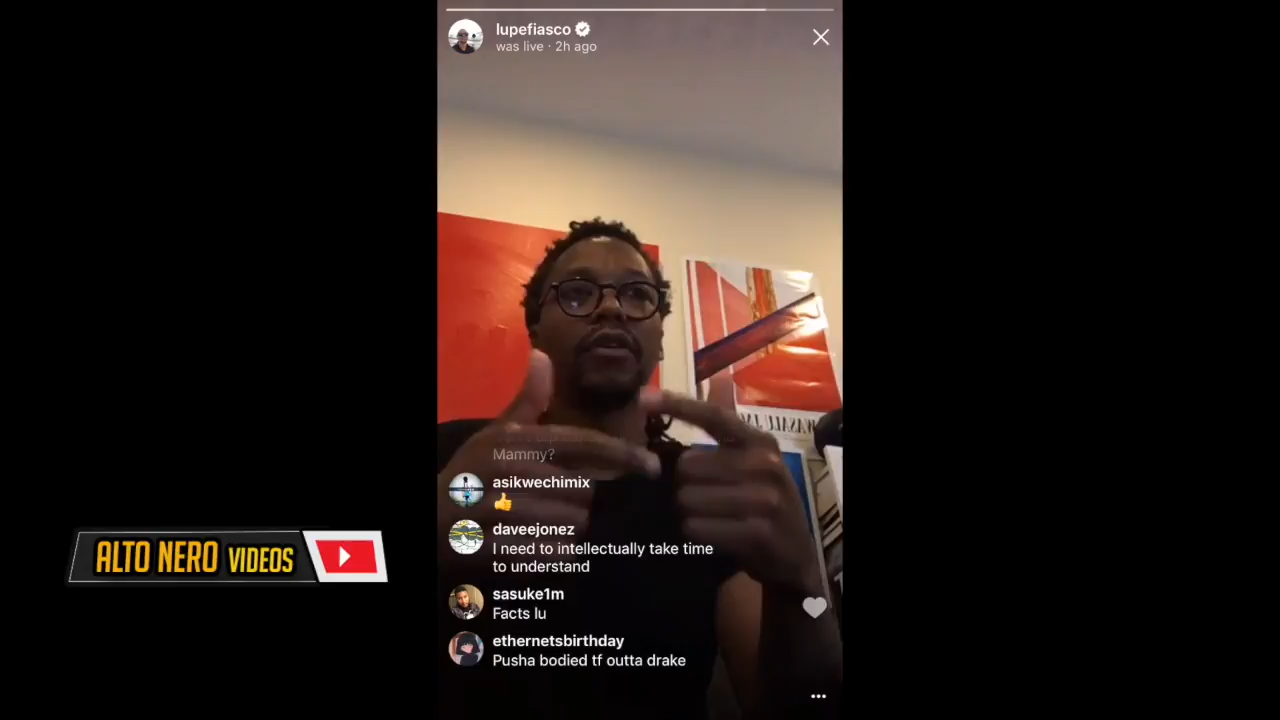 lupefiasco
was live · 2h ago
Mammy?
asikwechimix
👍
daveejonez
I need to intellectually take time
to understand
sasuke1m
Facts lu
ethernetsbirthday
Pusha bodied tf outta drake
ALTO NERO VIDEOS